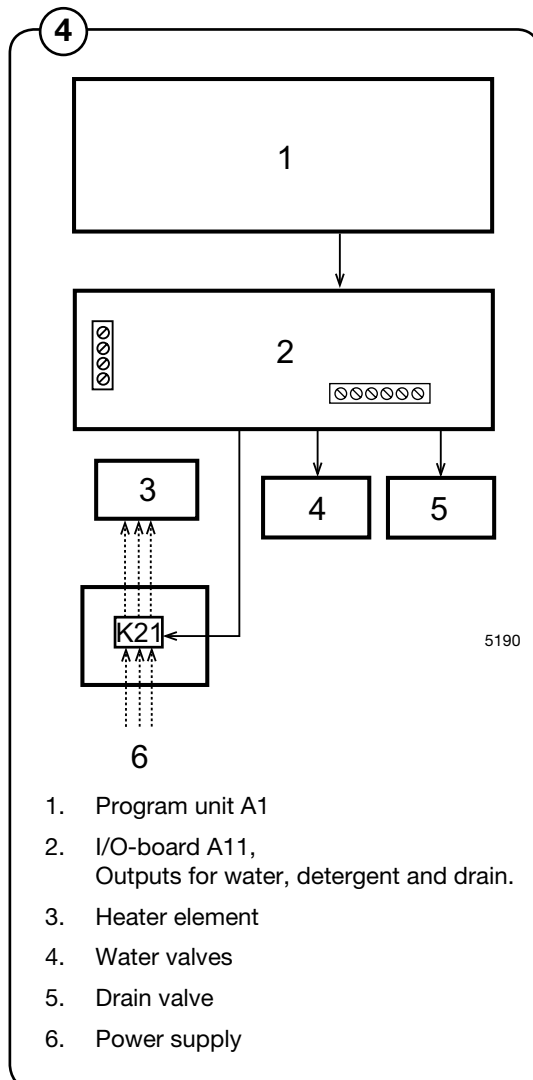 4
1
2
3
4
5
K21
5190
6
1. Program unit A1
2. I/O-board A11,
Outputs for water, detergent and drain.
3. Heater element
4. Water valves
5. Drain valve
6. Power supply